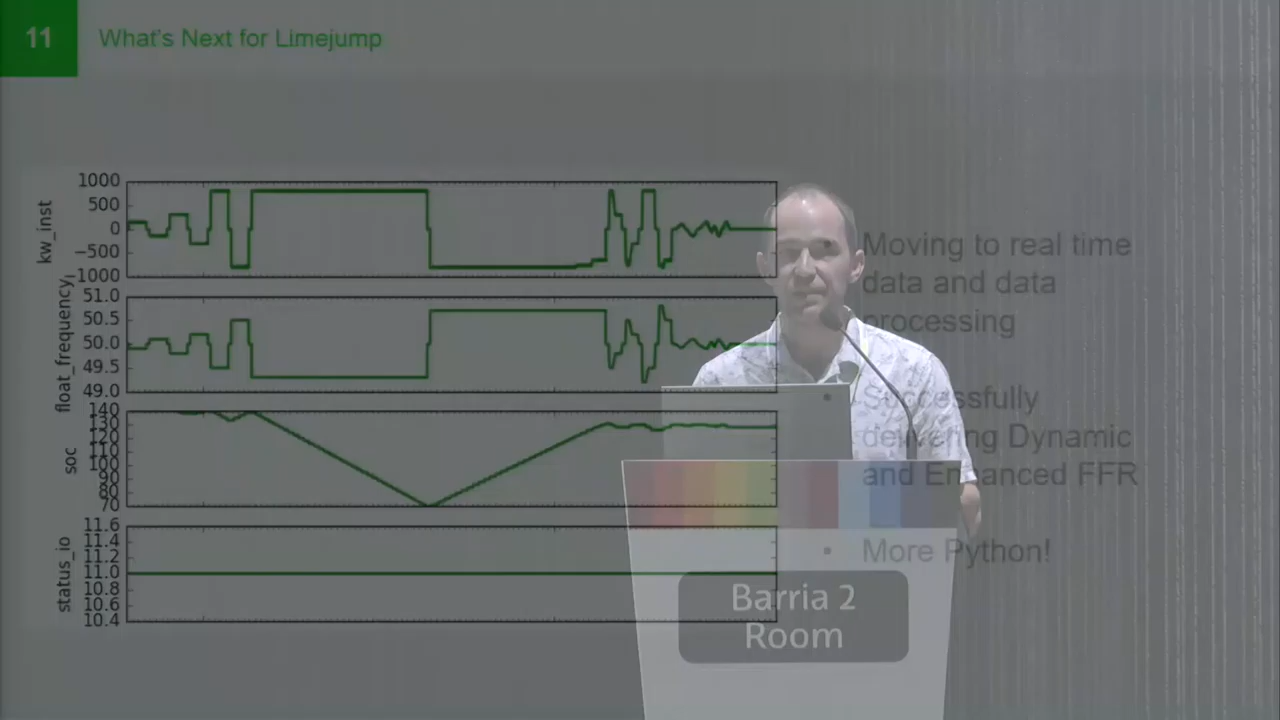 11
What's Next for Limejump
kw_inst
1000
500
0
−500
−1000
float_frequency
51.0
50.5
50.0
49.5
49.0
soc
140
130
120
110
100
90
80
70
status_io
11.6
11.4
11.2
11.0
10.8
10.6
10.4
Moving to real time
data and data
processing
• Successfully
delivering Dynamic
and Enhanced FFR
• More Python!
Barria 2
Room